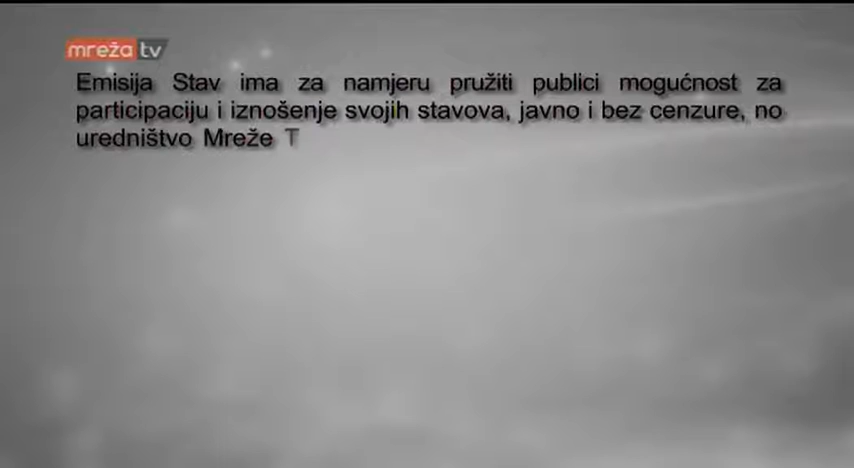 mreža tv
Emisija Stav ima za namjeru pružiti publici mogućnost za
participaciju i iznošenje svojih stavova, javno i bez cenzure, no
uredništvo Mreže T